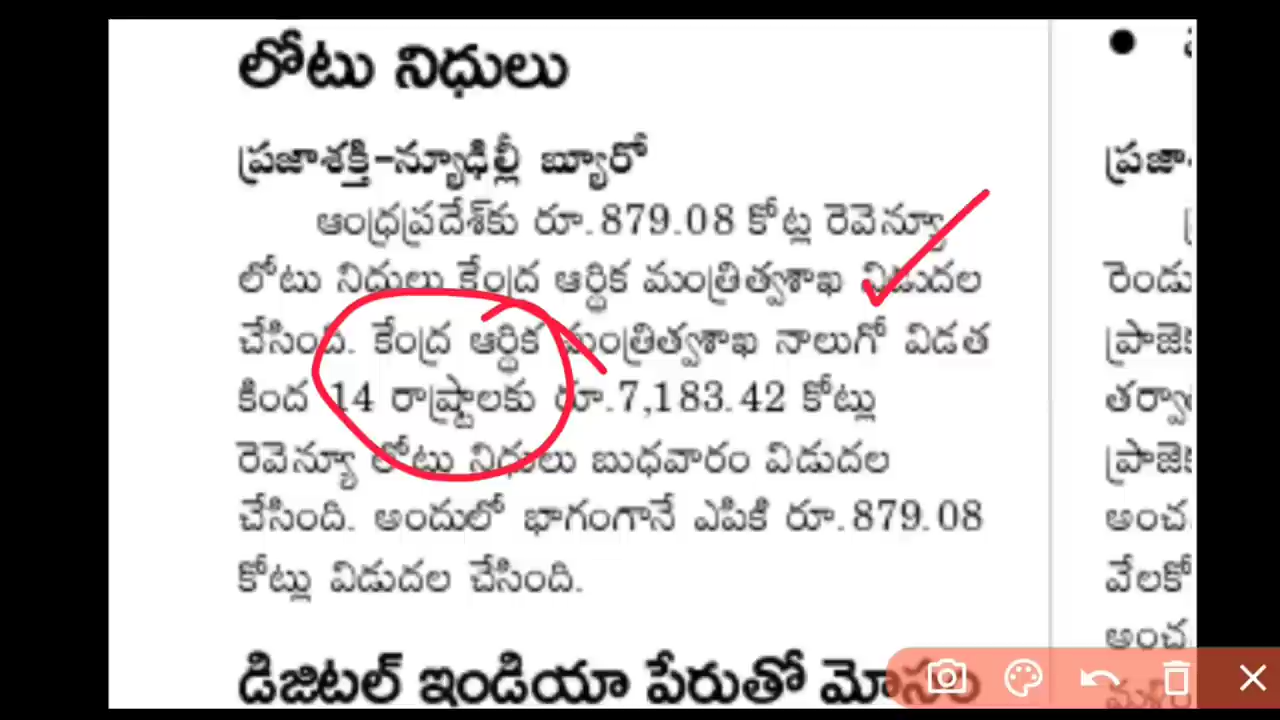 లోటు నిధులు
ప్రజాశక్తి-న్యూఢిల్లీ బ్యూరో
ఆంధ్రప్రదేశ్‌కు రూ.879.08 కోట్ల రెవెన్యూ
లోటు నిధులు కేంద్ర ఆర్థిక మంత్రిత్వశాఖ విడుదల
చేసింది. కేంద్ర ఆర్థిక మంత్రిత్వశాఖ నాలుగో విడత
కింద 14 రాష్ట్రాలకు రూ.7,183.42 కోట్లు
రెవెన్యూ లోటు నిధులు బుధవారం విడుదల
చేసింది. అందులో భాగంగానే ఎపికి రూ.879.08
కోట్లు విడుదల చేసింది.
డిజిటల్ ఇండియా పేరుతో మోసం
ప్రజా
రెండు
ప్రాజె
తర్వా
ప్రాజె
అంచ
వేలకో
అంచ